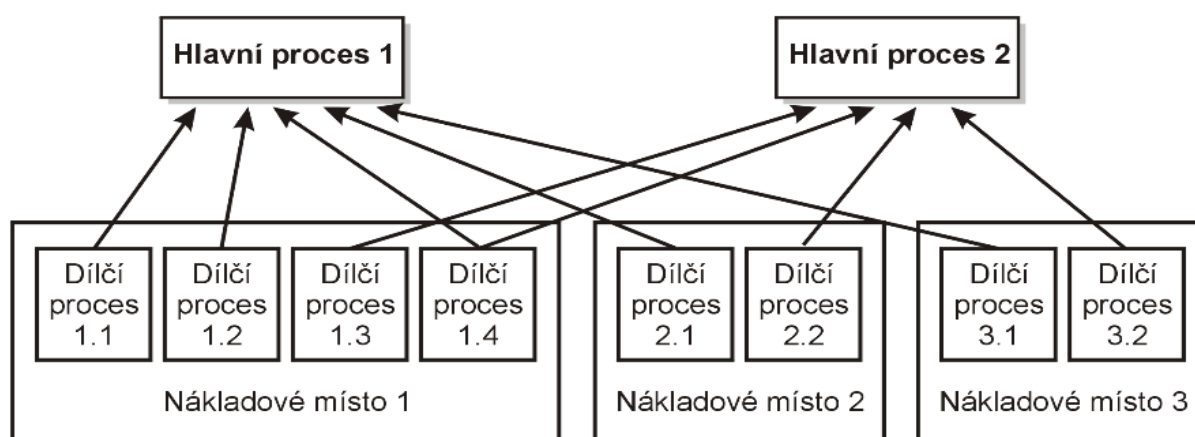 Hlavní proces 1
Hlavní proces 2
Dílčí
proces
1.1
Dílčí
proces
1.2
Dílčí
proces
1.3
Dílčí
proces
1.4
Nákladové místo 1
Dílčí
proces
2.1
Dílčí
proces
2.2
Nákladové místo 2
Dílčí
proces
3.1
Dílčí
proces
3.2
Nákladové místo 3